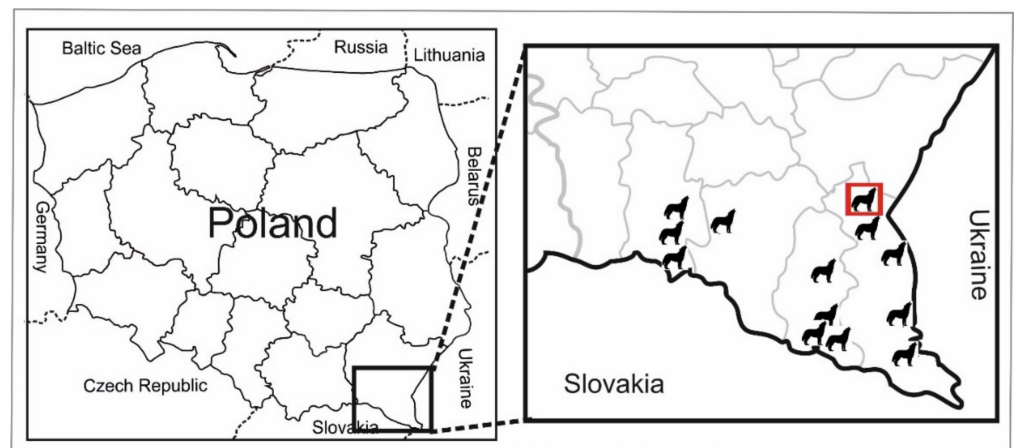 Baltic Sea
Russia
Lithuania
Belarus
Germany
Poland
Ukraine
Czech Republic
Slovakia
Ukraine
Slovakia